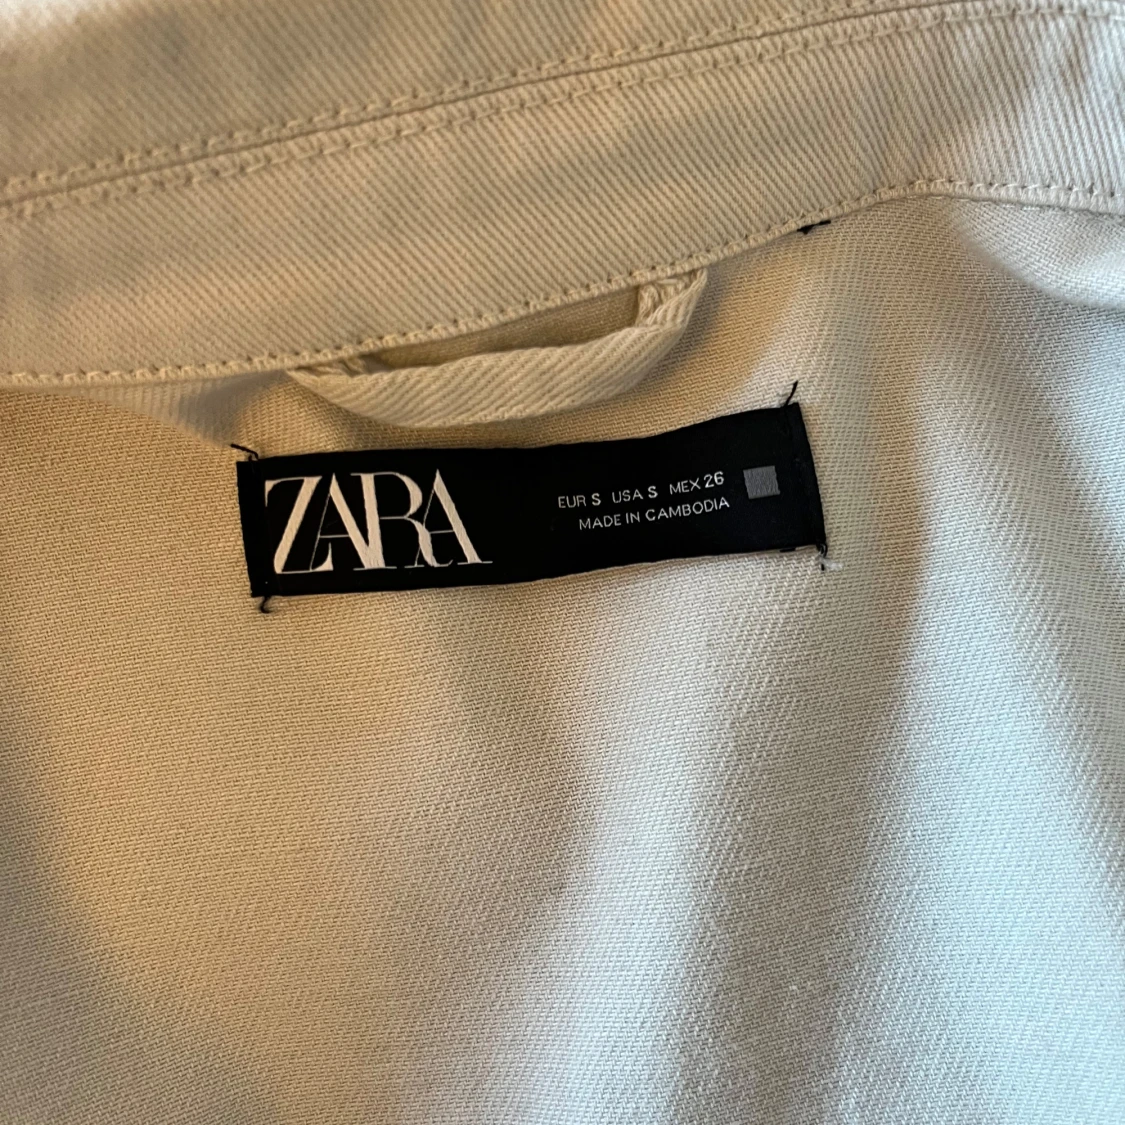 ZARA
EUR S USA S MEX 26
MADE IN CAMBODIA